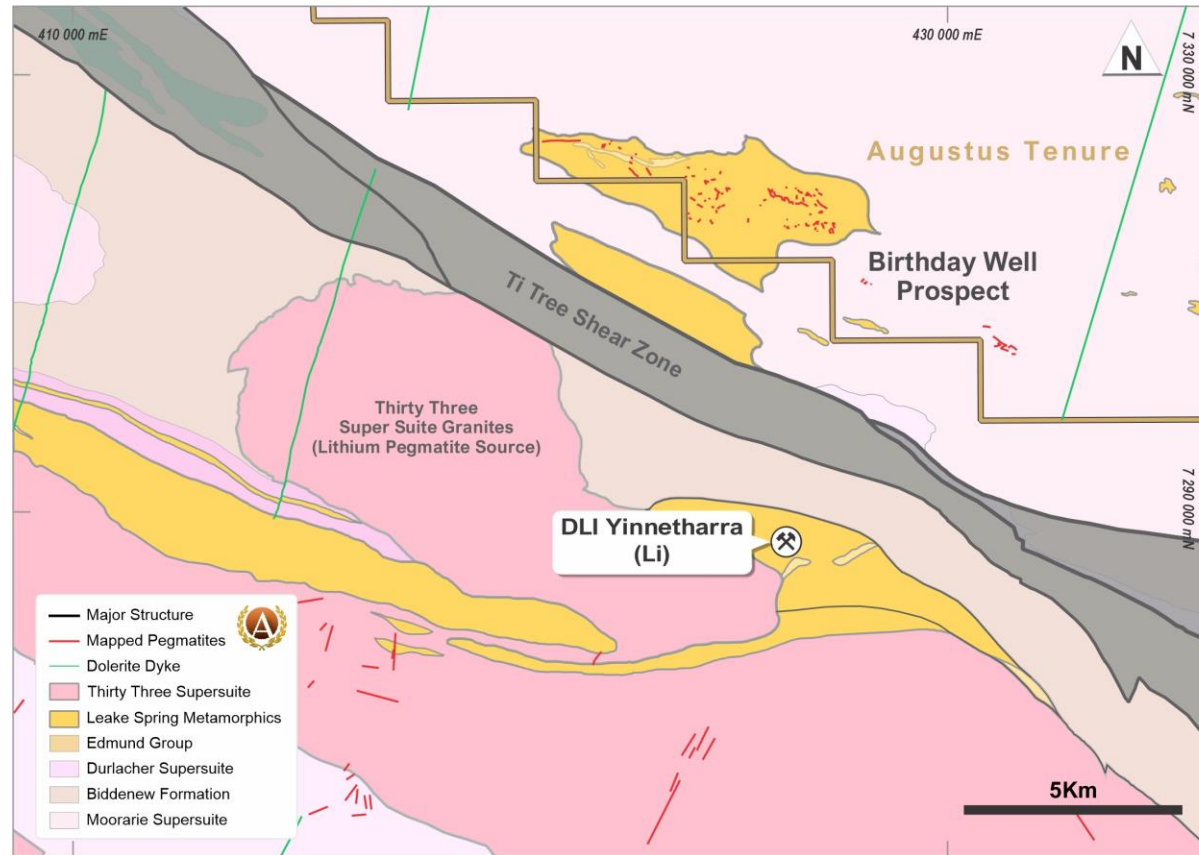 410 000 mE
430 000 mE
N
7 330 000 mN
Augustus Tenure
Birthday Well
Prospect
Ti Tree Shear Zone
Thirty Three
Super Suite Granites
(Lithium Pegmatite Source)
7 290 000 mN
DLI Yinnetharra
(Li)
Major Structure
A
Mapped Pegmatites
Dolerite Dyke
Thirty Three Supersuite
Leake Spring Metamorphics
Edmund Group
Durlacher Supersuite
Biddenew Formation
Moorarie Supersuite
5Km